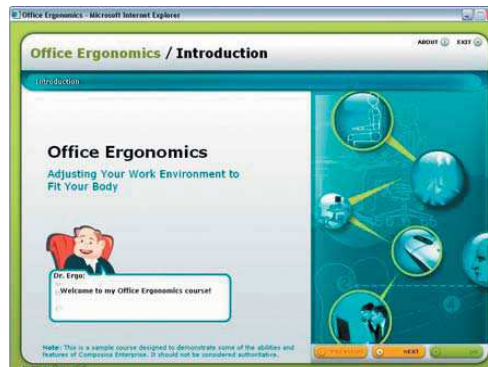 Office Ergonomics - Microsoft Internet Explorer
ABOUT
EXIT
Office Ergonomics / Introduction
Introduction
Office Ergonomics
Adjusting Your Work Environment to
Fit Your Body
Dr. Ergo:
Welcome to my Office Ergonomics course!
Note: This is a sample course designed to demonstrate some of the abilities and
features of Composica Enterprise. It should not be considered authoritative.
PREVIOUS
NEXT